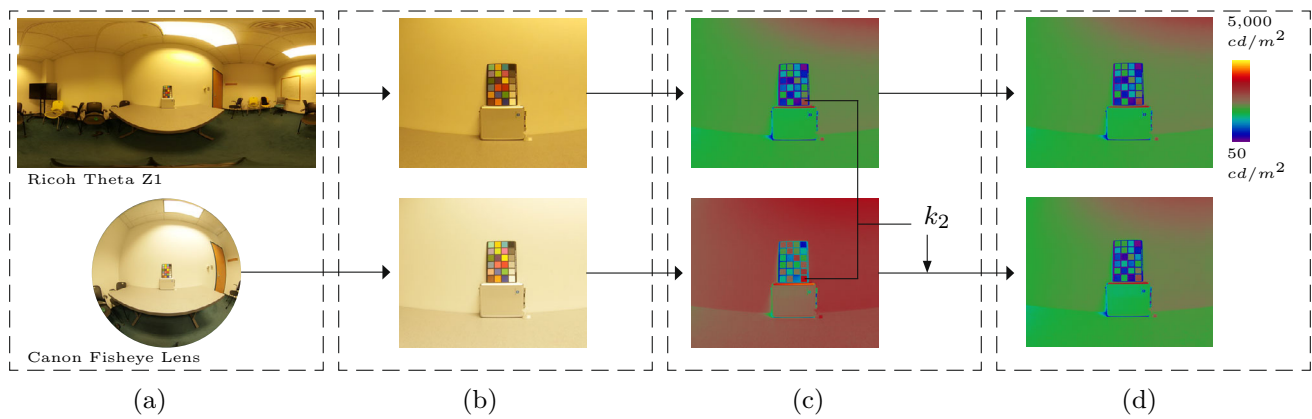 5,000
cd/m²
50
cd/m²
Ricoh Theta Z1
k₂
Canon Fisheye Lens
(a) (b) (c) (d)